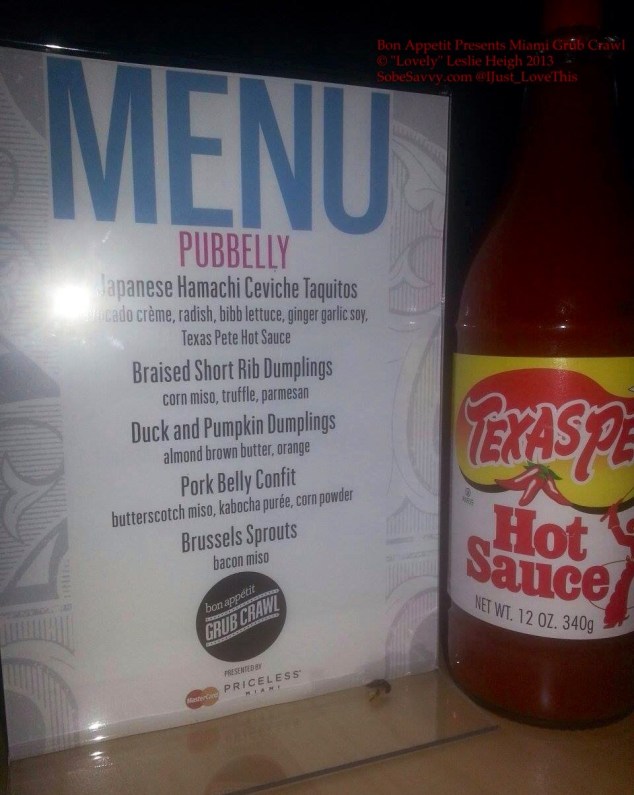 Bon Appetit Presents Miami Grub Crawl
© "Lovely" Leslie Heigh 2013
SobeSavvy.com @IJust_LoveThis
MENU
PUBBELLY
Japanese Hamachi Ceviche Taquitos
crème, radish, bibb lettuce, ginger garlic soy,
Texas Pete Hot Sauce
Braised Short Rib Dumplings
corn miso, truffle, parmesan
Duck and Pumpkin Dumplings
almond brown butter, orange
Pork Belly Confit
butterscotch miso, kabocha purée, corn powder
Brussels Sprouts
bacon miso
bon appétit
GRUB CRAWL
PRESENTED BY
MasterCard
PRICELESS
MIAMI
TEXAS PE
Hot
Sauce
NET WT. 12 OZ. 340g